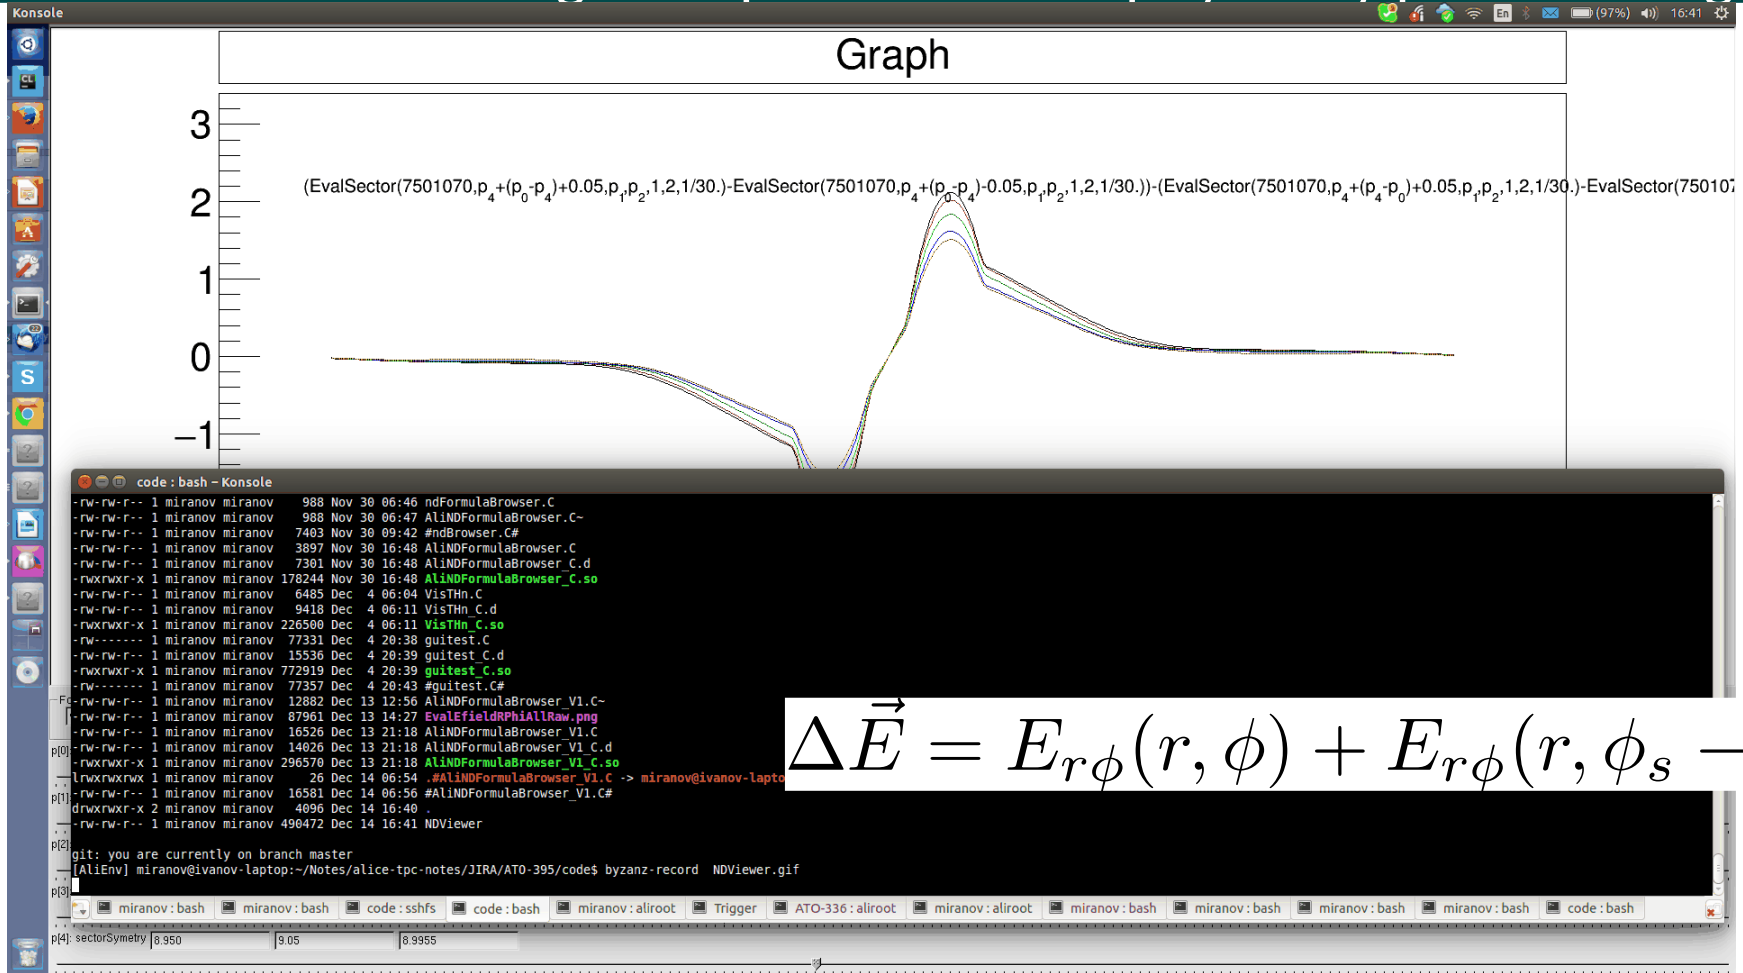 Konsole
En
(97%)
16:41
Graph
3
2
1
0
−1
(EvalSector(7501070,p4+(p0-p4)+0.05,p1,p2,1,2,1/30.)-EvalSector(7501070,p4+(p0-p4)-0.05,p1,p2,1,2,1/30.))-(EvalSector(7501070,p4+(p4-p0)+0.05,p1,p2,1,2,1/30.)-EvalSector(75010
code : bash – Konsole
-rw-rw-r-- 1 miranov miranov    988 Nov 30 06:46 ndFormulaBrowser.C
-rw-rw-r-- 1 miranov miranov    988 Nov 30 06:47 AliNDFormulaBrowser.C~
-rw-rw-r-- 1 miranov miranov   7403 Nov 30 09:42 #ndBrowser.C#
-rw-rw-r-- 1 miranov miranov   3897 Nov 30 16:48 AliNDFormulaBrowser.C
-rw-rw-r-- 1 miranov miranov   7301 Nov 30 16:48 AliNDFormulaBrowser_C.d
-rwxrwxr-x 1 miranov miranov 178244 Nov 30 16:48 AliNDFormulaBrowser_C.so
-rw-rw-r-- 1 miranov miranov   6485 Dec  4 06:04 VisTHn.C
-rw-rw-r-- 1 miranov miranov   9418 Dec  4 06:11 VisTHn_C.d
-rwxrwxr-x 1 miranov miranov 226500 Dec  4 06:11 VisTHn_C.so
-rw------- 1 miranov miranov  77331 Dec  4 20:38 guitest.C
-rw-rw-r-- 1 miranov miranov  15536 Dec  4 20:39 guitest_C.d
-rwxrwxr-x 1 miranov miranov 772919 Dec  4 20:39 guitest_C.so
-rw------- 1 miranov miranov  77357 Dec  4 20:43 #guitest.C#
-rw-rw-r-- 1 miranov miranov  12882 Dec 13 12:56 AliNDFormulaBrowser_V1.C~
-rw-rw-r-- 1 miranov miranov  87961 Dec 13 14:27 EvalEfieldRPhiAllRaw.png
-rw-rw-r-- 1 miranov miranov  16526 Dec 13 21:18 AliNDFormulaBrowser_V1.C
-rw-rw-r-- 1 miranov miranov  14026 Dec 13 21:18 AliNDFormulaBrowser_V1_C.d
-rwxrwxr-x 1 miranov miranov 296570 Dec 13 21:18 AliNDFormulaBrowser_V1_C.so
lrwxrwxrwx 1 miranov miranov     26 Dec 14 06:54 .#AliNDFormulaBrowser_V1.C -> miranov@ivanov-lapto
-rw-rw-r-- 1 miranov miranov  16581 Dec 14 06:56 #AliNDFormulaBrowser_V1.C#
drwxrwxr-x 2 miranov miranov   4096 Dec 14 16:40 .
-rw-rw-r-- 1 miranov miranov 490472 Dec 14 16:41 NDViewer
git: you are currently on branch master
[AliEnv] miranov@ivanov-laptop:~/Notes/alice-tpc-notes/JIRA/ATO-395/code$ byzanz-record  NDViewer.gif
ΔE⃗ = E_{rφ}(r, φ) + E_{rφ}(r, φ_s −
miranov : bash
miranov : bash
code : sshfs
code : bash
miranov : aliroot
Trigger
ATO-336 : aliroot
miranov : aliroot
miranov : bash
miranov : bash
miranov : bash
miranov : bash
code : bash
p[0]:
p[1]:
p[2]:
p[3]:
p[4]: sectorSymetry 8.950 9.05 8.9955